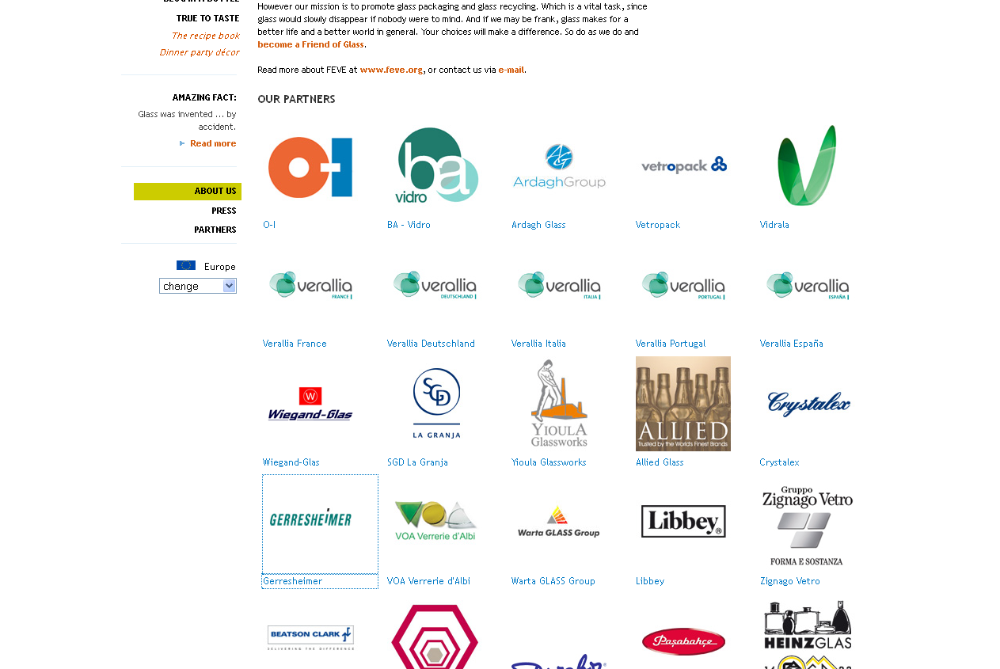 BLOG IN A BOTTLE
TRUE TO TASTE
The recipe book
Dinner party décor
AMAZING FACT:
Glass was invented ... by
accident.
Read more
ABOUT US
PRESS
PARTNERS
Europe
change
However our mission is to promote glass packaging and glass recycling. Which is a vital task, since
glass would slowly disappear if nobody were to mind. And if we may be frank, glass makes for a
better life and a better world in general. Your choices will make a difference. So do as we do and
become a Friend of Glass.
Read more about FEVE at www.feve.org, or contact us via e-mail.
OUR PARTNERS
O-I
ba vidro
AG ArdaghGroup
vetropack
O-I
BA - Vidro
Ardagh Glass
Vetropack
Vidrala
verallia FRANCE
verallia DEUTSCHLAND
verallia ITALIA
verallia PORTUGAL
verallia ESPAÑA
Verallia France
Verallia Deutschland
Verallia Italia
Verallia Portugal
Verallia España
W Wiegand-Glas
SGD LA GRANJA
YIOULA Glassworks
ALLIED Trusted by the World's Finest Brands
Crystalex
Wiegand-Glas
SGD La Granja
Yioula Glassworks
Allied Glass
Crystalex
GERRESHEIMER
VOA VOA Verrerie d'Albi
Warta GLASS Group
Libbey
Gruppo Zignago Vetro FORMA E SOSTANZA
Gerresheimer
VOA Verrerie d'Albi
Warta GLASS Group
Libbey
Zignago Vetro
BEATSON CLARK DELIVERING THE DIFFERENCE
Paşabahçe
HEINZGLAS